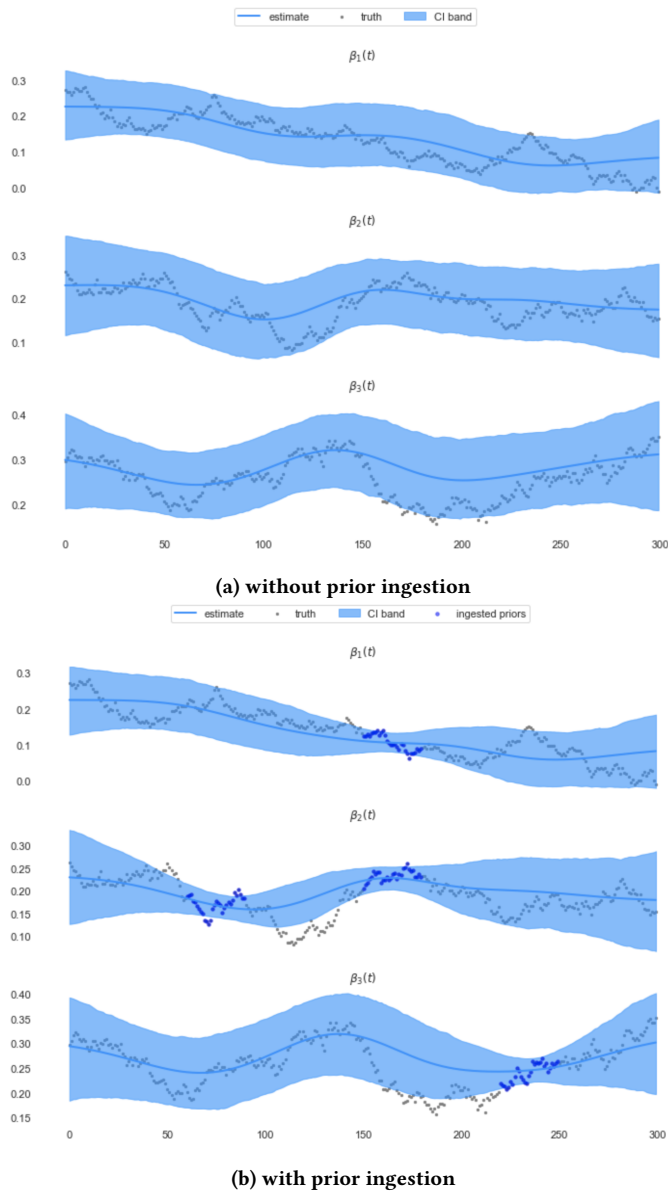 estimate truth CI band
β₁(t)
0.3
0.2
0.1
0.0
β₂(t)
0.3
0.2
0.1
β₃(t)
0.4
0.3
0.2
0 50 100 150 200 250 300
(a) without prior ingestion
estimate truth CI band ingested priors
β₁(t)
0.3
0.2
0.1
0.0
β₂(t)
0.30
0.25
0.20
0.15
0.10
β₃(t)
0.40
0.35
0.30
0.25
0.20
0.15
0 50 100 150 200 250 300
(b) with prior ingestion